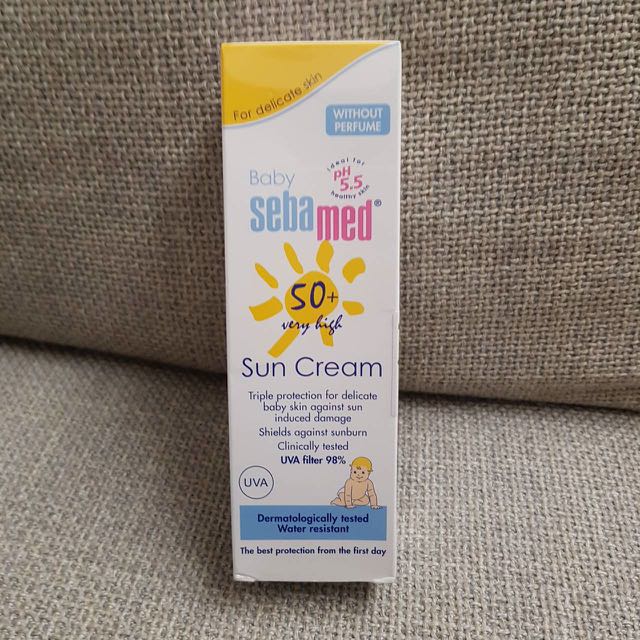 For delicate skin
WITHOUT
PERFUME
ideal for
pH
5.5
healthy skin
Baby
sebamed®
50+
very high
Sun Cream
Triple protection for delicate
baby skin against sun
induced damage
Shields against sunburn
Clinically tested
UVA filter 98%
UVA
Dermatologically tested
Water resistant
The best protection from the first day